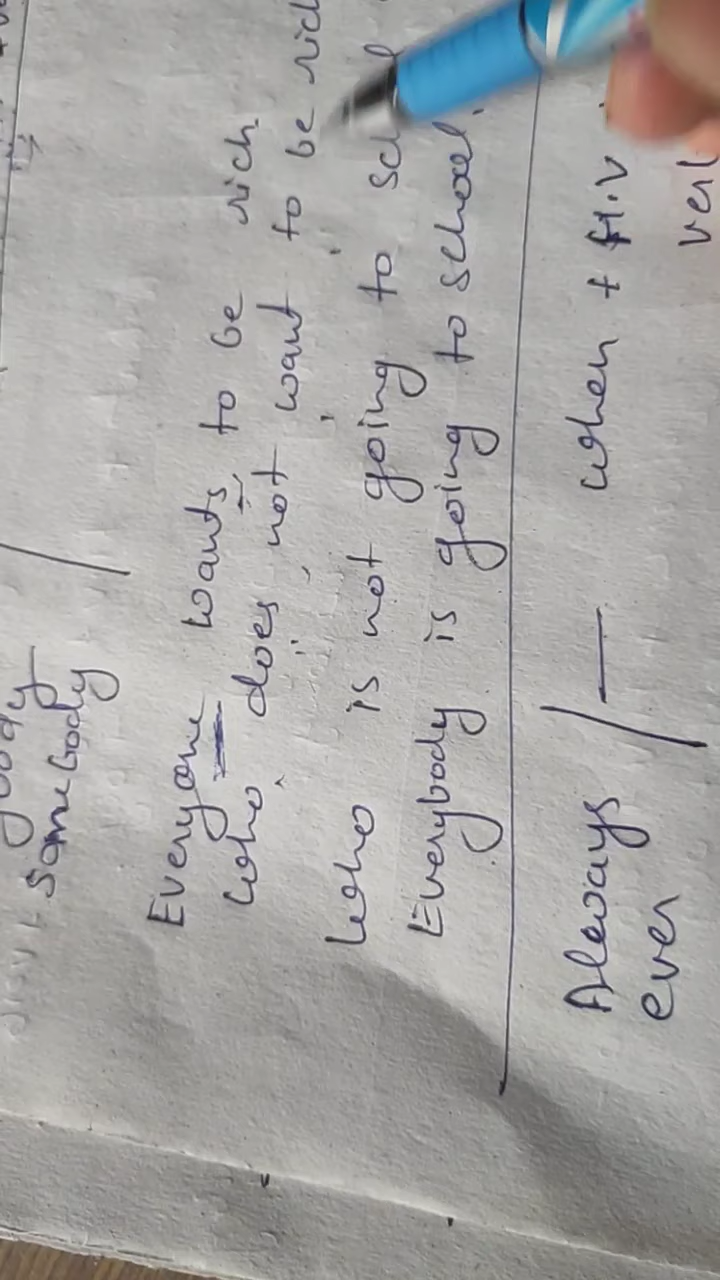 Somebody
Everyone wants to be rich
Who does not want to be rich
Who is not going to
Everybody is going to school.
Always / — when + H.V
ever